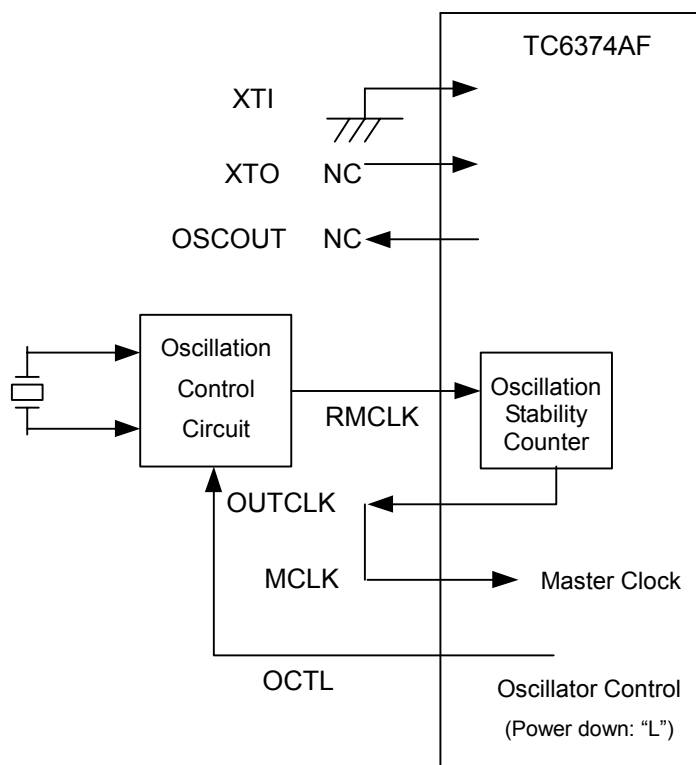 TC6374AF
XTI
XTO NC
OSCOUT NC
Oscillation
Control
Circuit
RMCLK
Oscillation
Stability
Counter
OUTCLK
MCLK
Master Clock
OCTL
Oscillator Control
(Power down: “L”)